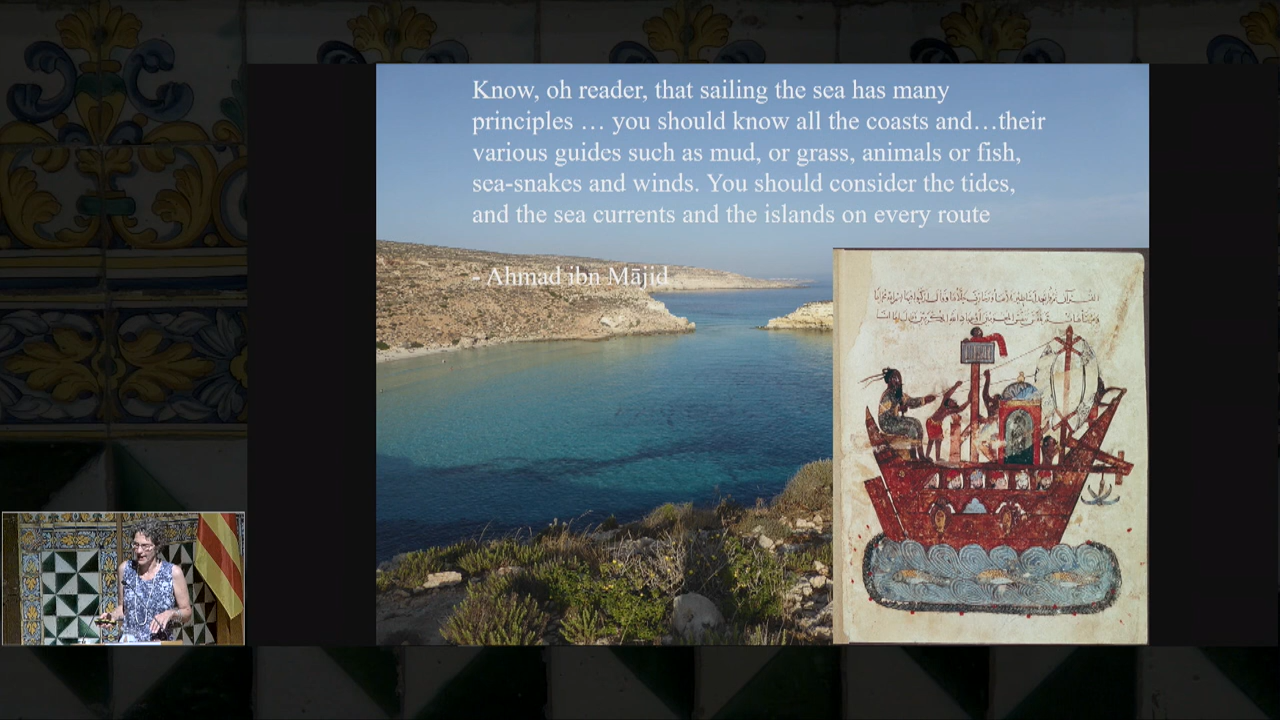 Know, oh reader, that sailing the sea has many
principles … you should know all the coasts and…their
various guides such as mud, or grass, animals or fish,
sea-snakes and winds. You should consider the tides,
and the sea currents and the islands on every route
- Ahmad ibn Mājid